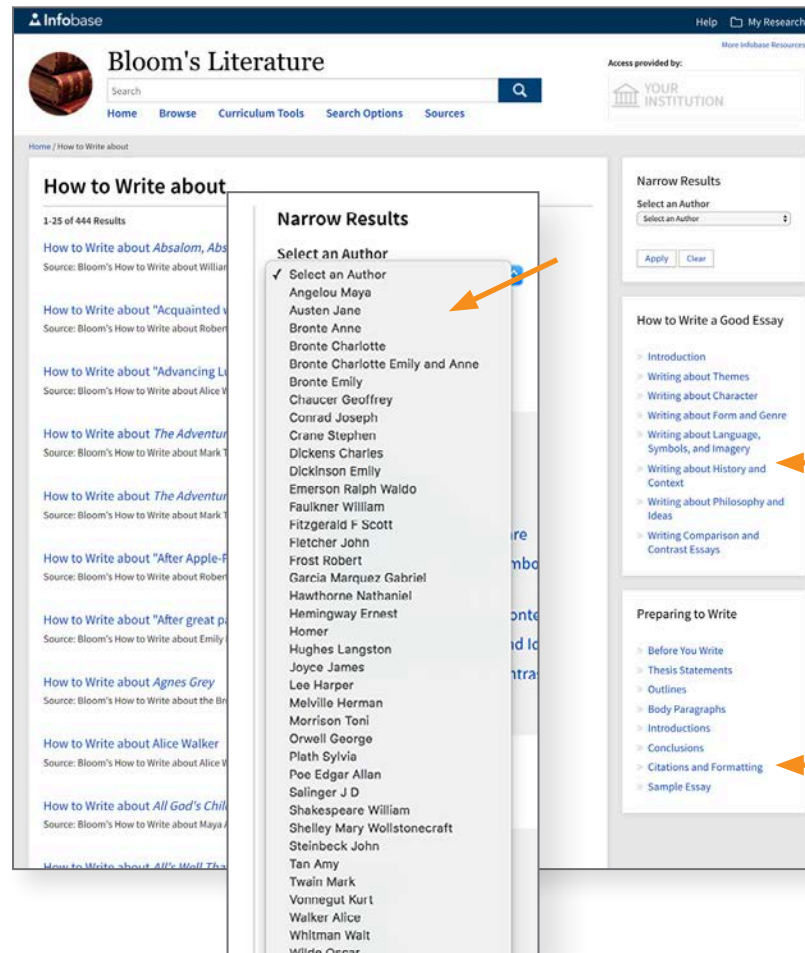 Infobase
Help My Research
More Infobase Resources
Bloom's Literature
Search
Home Browse Curriculum Tools Search Options Sources
Access provided by:
YOUR
INSTITUTION
Home / How to Write about
How to Write about
1-25 of 444 Results
How to Write about Absalom, Abs
Source: Bloom's How to Write about Willia
How to Write about "Acquainted
Source: Bloom's How to Write about Rober
How to Write about "Advancing Lu
Source: Bloom's How to Write about Alice W
How to Write about The Adventur
Source: Bloom's How to Write about Mark T
How to Write about The Adventur
Source: Bloom's How to Write about Mark T
How to Write about "After Apple-P
Source: Bloom's How to Write about Rober
How to Write about "After great p
Source: Bloom's How to Write about Emily
How to Write about Agnes Grey
Source: Bloom's How to Write about the Br
How to Write about Alice Walker
Source: Bloom's How to Write about Alice W
How to Write about All God's Chil
Source: Bloom's How to Write about Maya
How to Write about All's Well Tha
Narrow Results
Select an Author
✓ Select an Author
Angelou Maya
Austen Jane
Bronte Anne
Bronte Charlotte
Bronte Charlotte Emily and Anne
Bronte Emily
Chaucer Geoffrey
Conrad Joseph
Crane Stephen
Dickens Charles
Dickinson Emily
Emerson Ralph Waldo
Faulkner William
Fitzgerald F Scott
Fletcher John
Frost Robert
Garcia Marquez Gabriel
Hawthorne Nathaniel
Hemingway Ernest
Homer
Hughes Langston
Joyce James
Lee Harper
Melville Herman
Morrison Toni
Orwell George
Plath Sylvia
Poe Edgar Allan
Salinger J D
Shakespeare William
Shelley Mary Wollstonecraft
Steinbeck John
Tan Amy
Twain Mark
Vonnegut Kurt
Walker Alice
Whitman Walt
Wilde Oscar
Narrow Results
Select an Author
Select an Author
Apply Clear
How to Write a Good Essay
Introduction
Writing about Themes
Writing about Character
Writing about Form and Genre
Writing about Language,
Symbols, and Imagery
Writing about History and
Context
Writing about Philosophy and
Ideas
Writing Comparison and
Contrast Essays
Preparing to Write
Before You Write
Thesis Statements
Outlines
Body Paragraphs
Introductions
Conclusions
Citations and Formatting
Sample Essay